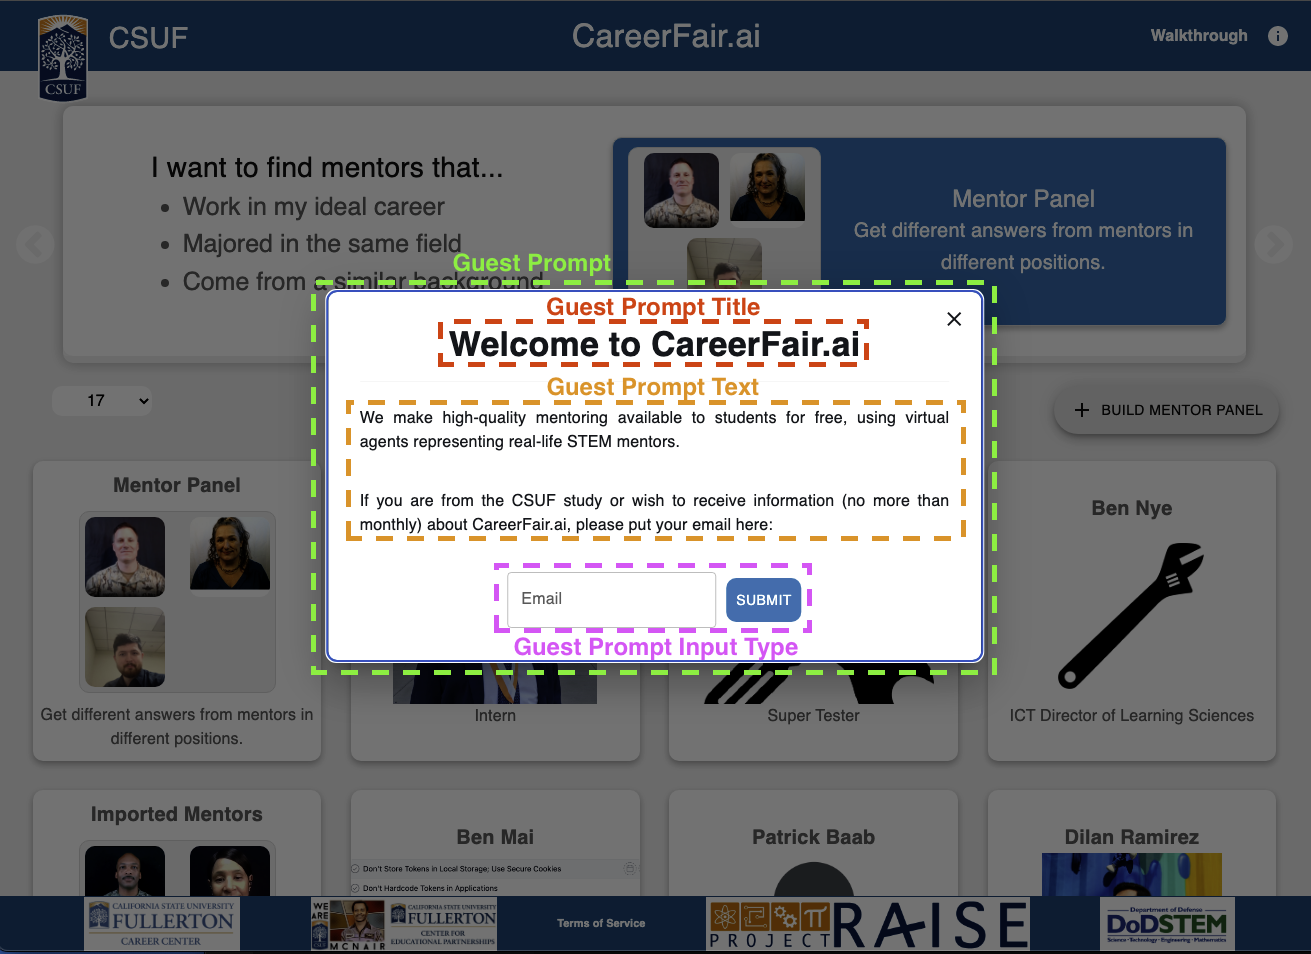 CSUF
CSUF
CareerFair.ai
Walkthrough
I want to find mentors that...
Work in my ideal career
Majored in the same field
Come from a similar background
Mentor Panel
Get different answers from mentors in
different positions.
Guest Prompt
Guest Prompt Title
Welcome to CareerFair.ai
Guest Prompt Text
We make high-quality mentoring available to students for free, using virtual
agents representing real-life STEM mentors.
If you are from the CSUF study or wish to receive information (no more than
monthly) about CareerFair.ai, please put your email here:
Email
SUBMIT
Guest Prompt Input Type
17
BUILD MENTOR PANEL
Mentor Panel
Get different answers from mentors in
different positions.
Intern
Super Tester
Ben Nye
ICT Director of Learning Sciences
Imported Mentors
Ben Mai
Don't Store Tokens in Local Storage; Use Secure Cookies
Don't Hardcode Tokens in Applications
Patrick Baab
Dilan Ramirez
CALIFORNIA STATE UNIVERSITY
FULLERTON
CAREER CENTER
WE
ARE
MCNAIR
CALIFORNIA STATE UNIVERSITY
FULLERTON
CENTER FOR
EDUCATIONAL PARTNERSHIPS
Terms of Service
PROJECT
RAISE
Department of Defense
DoDSTEM
Science • Technology • Engineering • Mathematics